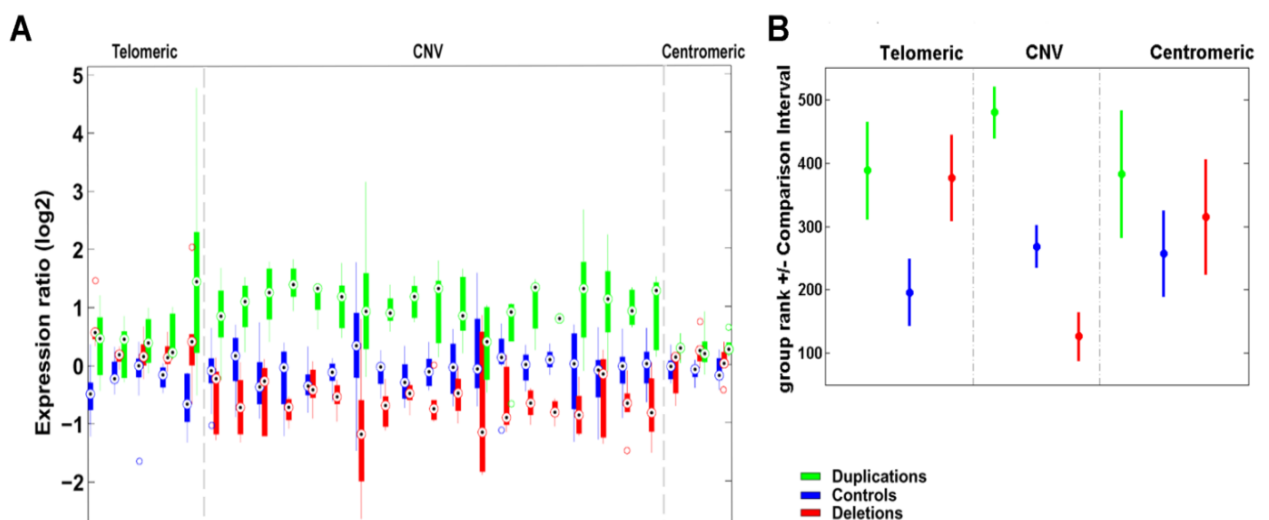 A
Telomeric CNV Centromeric
Expression ratio (log2)
5
4
3
2
1
0
−1
−2
B
Telomeric CNV Centromeric
group rank +/- Comparison Interval
500
400
300
200
100
Duplications
Controls
Deletions